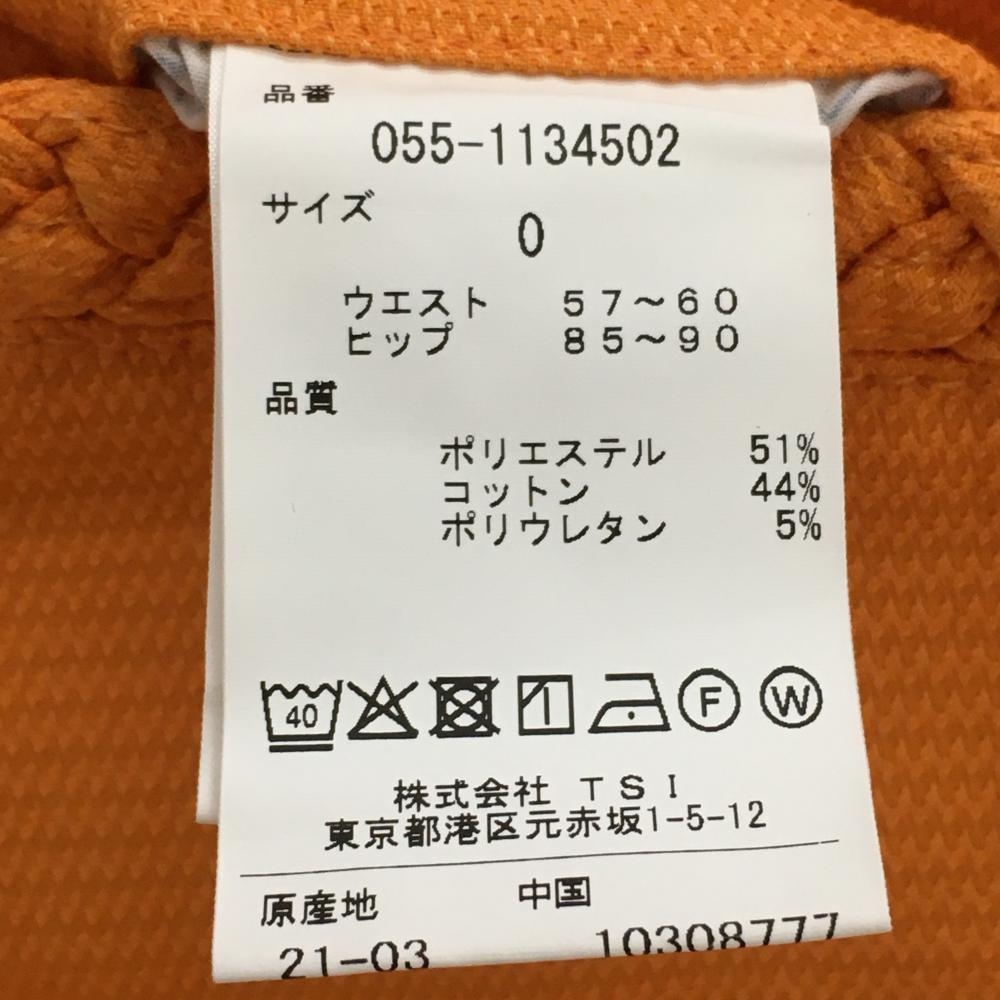 品番
055-1134502
サイズ
0
ウエスト 57~60
ヒップ 85~90
品質
ポリエステル 51%
コットン 44%
ポリウレタン 5%
40 F W
株式会社 TSI
東京都港区元赤坂1-5-12
原産地 中国
21-03 10308777